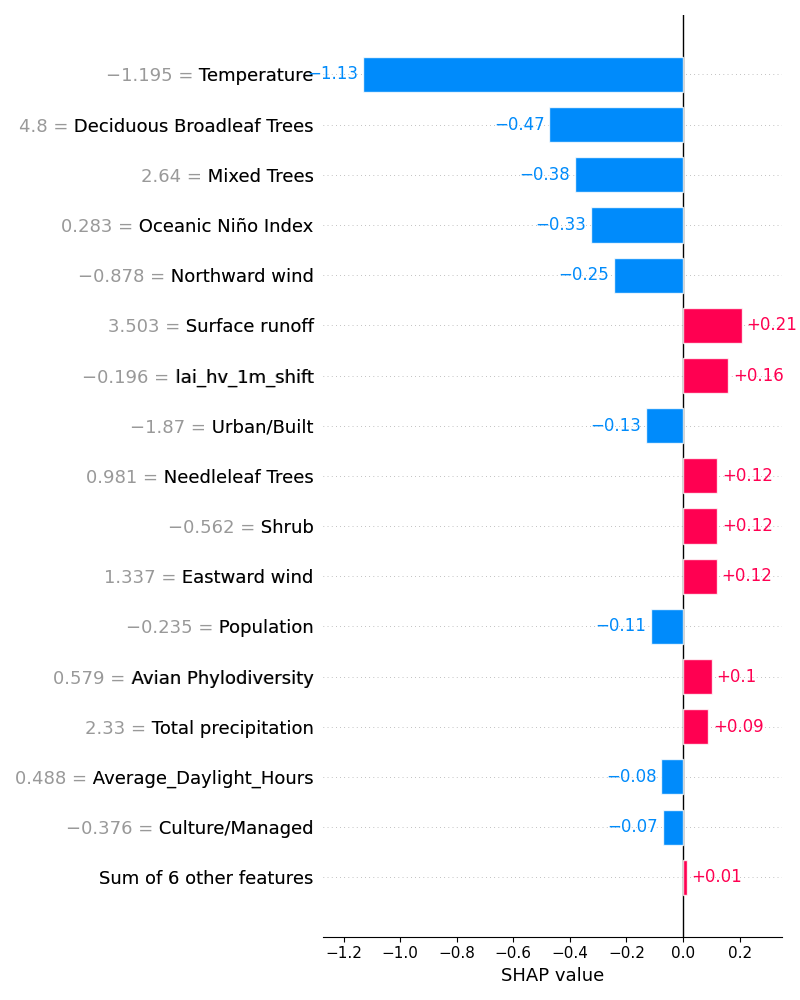 −1.195 = Temperature −1.13
4.8 = Deciduous Broadleaf Trees −0.47
2.64 = Mixed Trees −0.38
0.283 = Oceanic Niño Index −0.33
−0.878 = Northward wind −0.25
3.503 = Surface runoff +0.21
−0.196 = lai_hv_1m_shift +0.16
−1.87 = Urban/Built −0.13
0.981 = Needleleaf Trees +0.12
−0.562 = Shrub +0.12
1.337 = Eastward wind +0.12
−0.235 = Population −0.11
0.579 = Avian Phylodiversity +0.1
2.33 = Total precipitation +0.09
0.488 = Average_Daylight_Hours −0.08
−0.376 = Culture/Managed −0.07
Sum of 6 other features +0.01
−1.2 −1.0 −0.8 −0.6 −0.4 −0.2 0.0 0.2
SHAP value